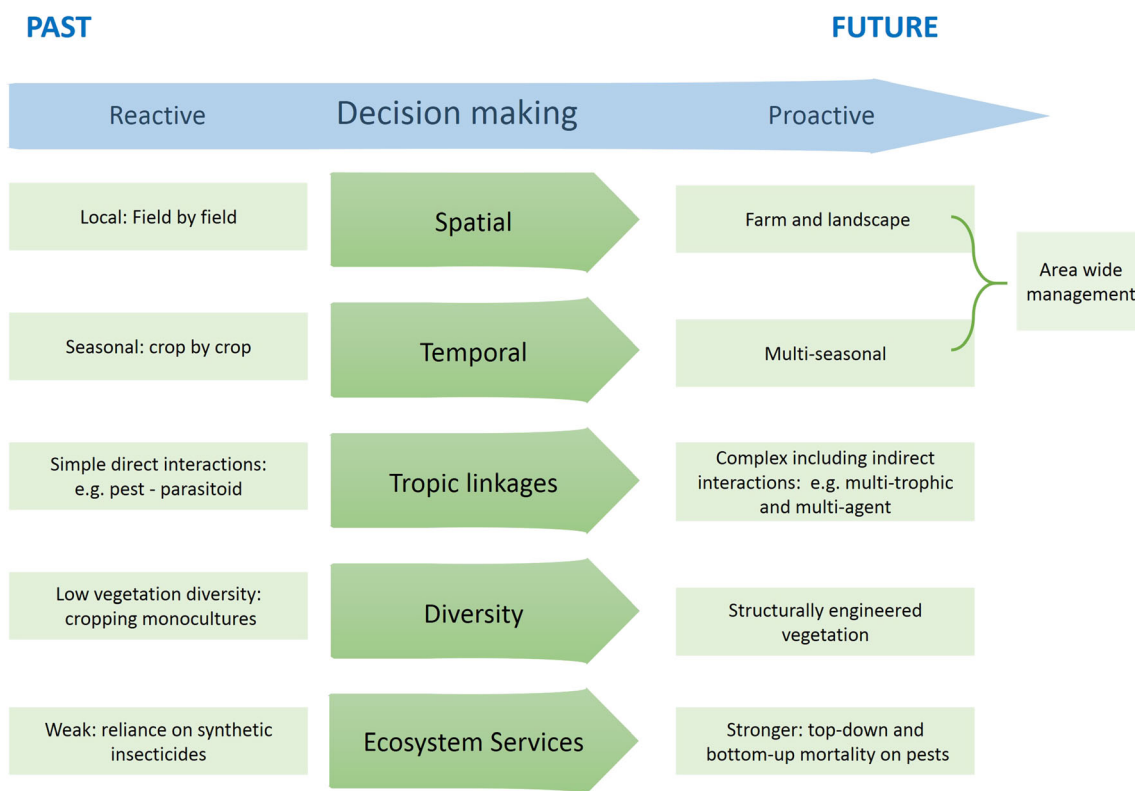 PAST
FUTURE
Reactive
Decision making
Proactive
Local: Field by field
Spatial
Farm and landscape
Area wide
management
Seasonal: crop by crop
Temporal
Multi-seasonal
Simple direct interactions:
e.g. pest - parasitoid
Tropic linkages
Complex including indirect
interactions:  e.g. multi-trophic
and multi-agent
Low vegetation diversity:
cropping monocultures
Diversity
Structurally engineered
vegetation
Weak: reliance on synthetic
insecticides
Ecosystem Services
Stronger: top-down and
bottom-up mortality on pests